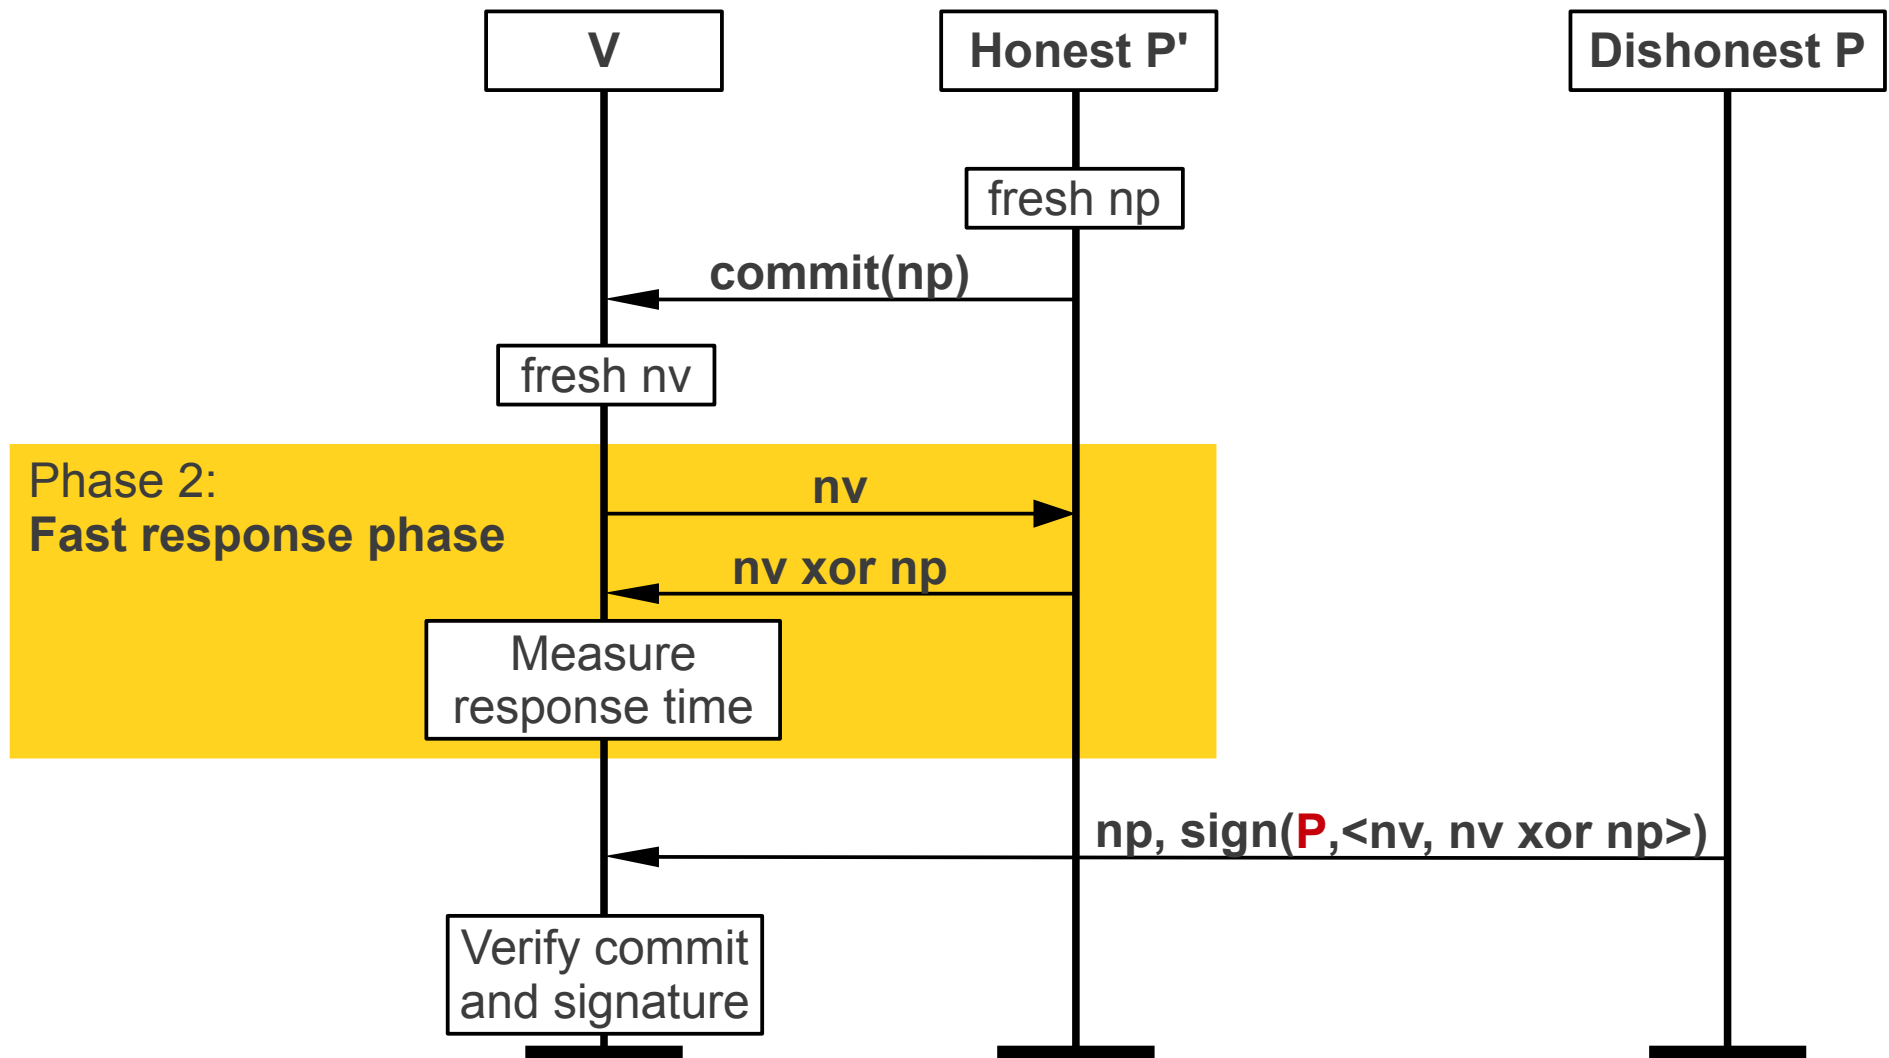 V
Honest P'
Dishonest P
fresh np
commit(np)
fresh nv
Phase 2:
Fast response phase
nv
nv xor np
Measure
response time
np, sign(P,<nv, nv xor np>)
Verify commit
and signature